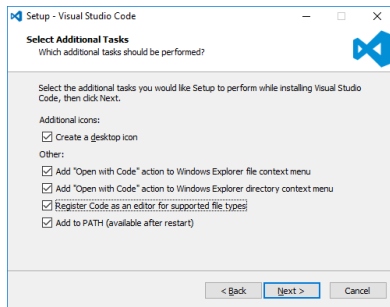 Setup - Visual Studio Code
Select Additional Tasks
Which additional tasks should be performed?
Select the additional tasks you would like Setup to perform while installing Visual Studio
Code, then click Next.
Additional icons:
Create a desktop icon
Other:
Add "Open with Code" action to Windows Explorer file context menu
Add "Open with Code" action to Windows Explorer directory context menu
Register Code as an editor for supported file types
Add to PATH (available after restart)
< Back
Next >
Cancel